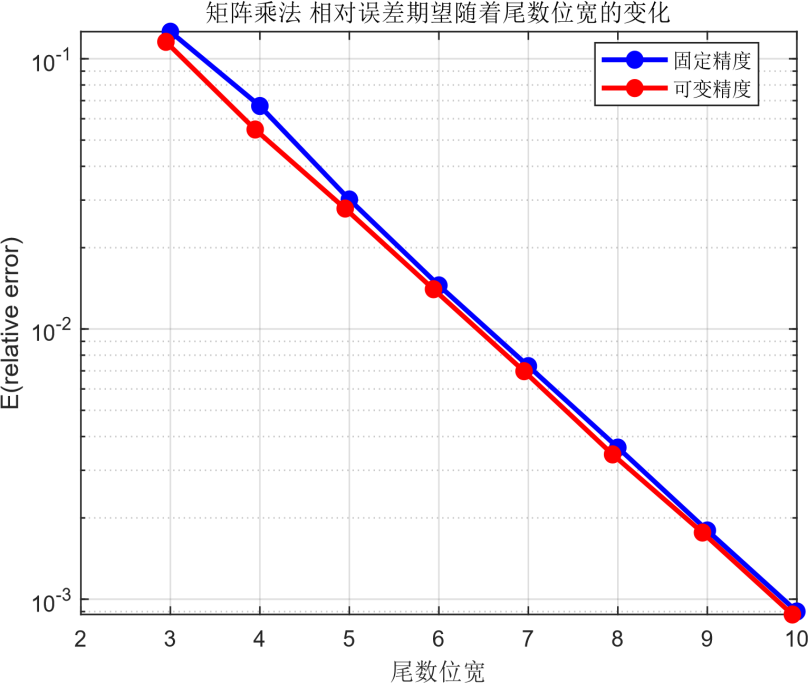 矩阵乘法 相对误差期望随着尾数位宽的变化
固定精度
可变精度
10⁻¹
10⁻²
10⁻³
E(relative error)
2 3 4 5 6 7 8 9 10
尾数位宽